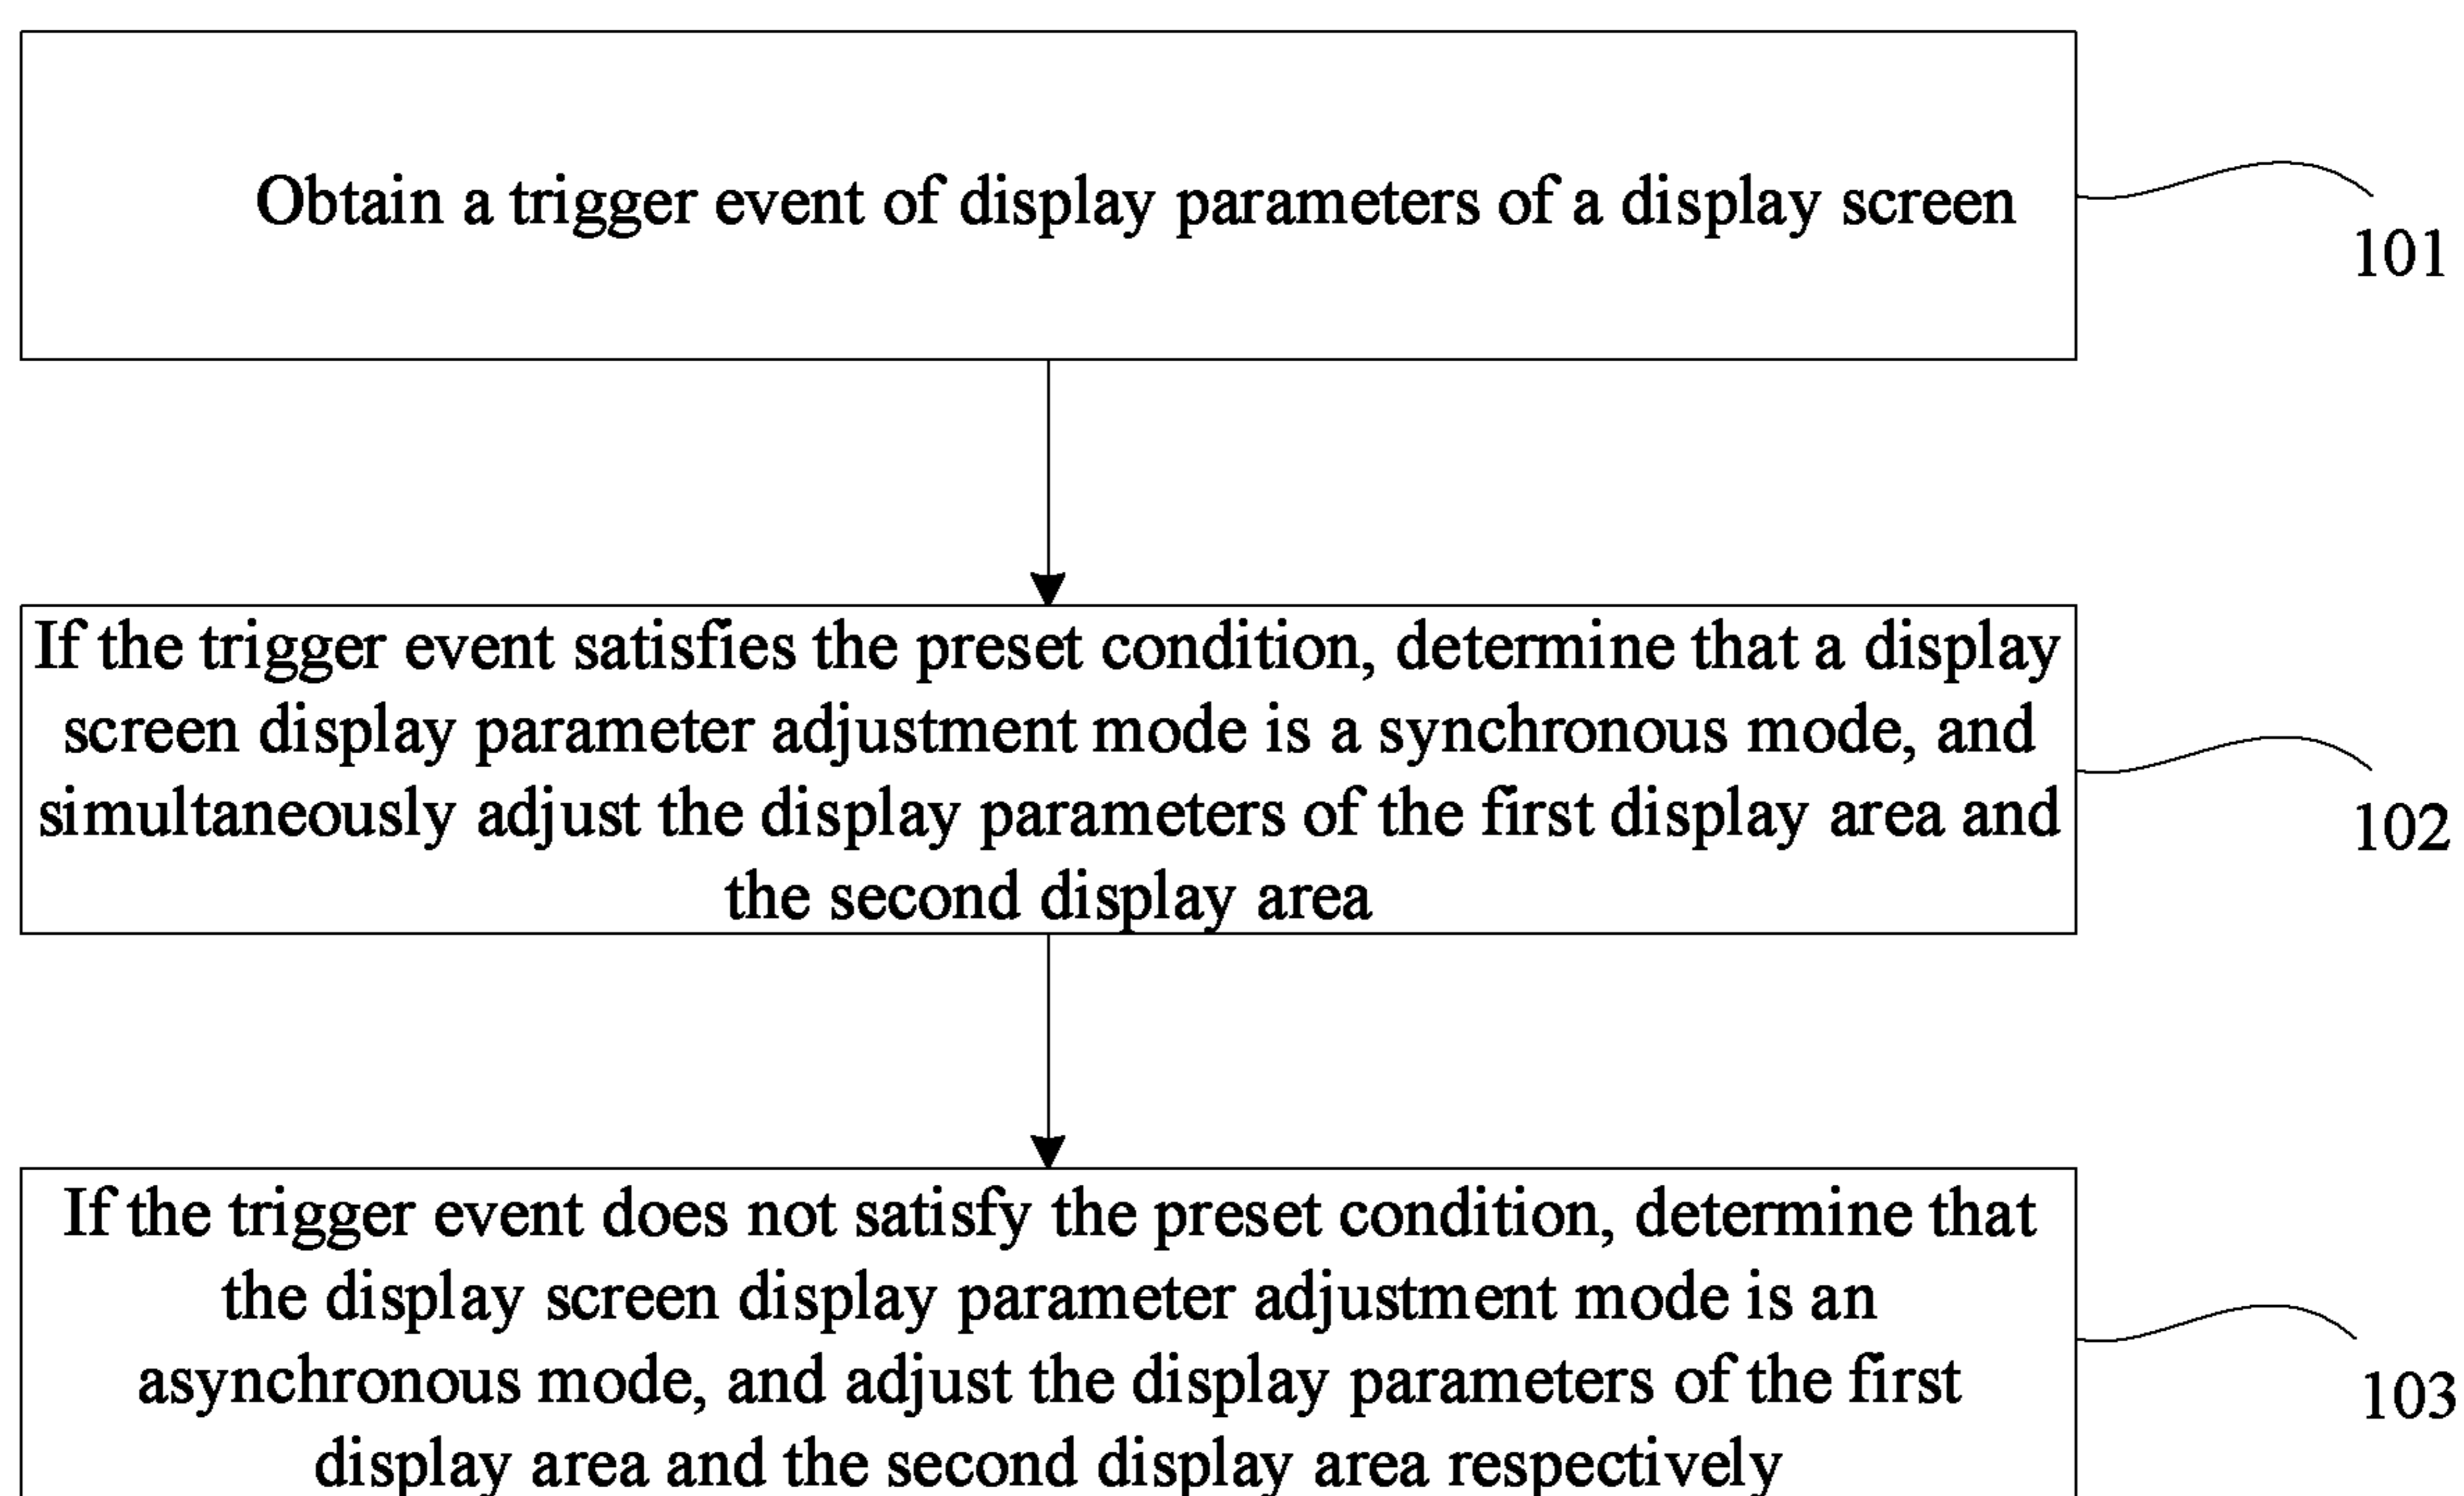 Obtain a trigger event of display parameters of a display screen
101
If the trigger event satisfies the preset condition, determine that a display
screen display parameter adjustment mode is a synchronous mode, and
simultaneously adjust the display parameters of the first display area and
the second display area
102
If the trigger event does not satisfy the preset condition, determine that
the display screen display parameter adjustment mode is an
asynchronous mode, and adjust the display parameters of the first
display area and the second display area respectively
103